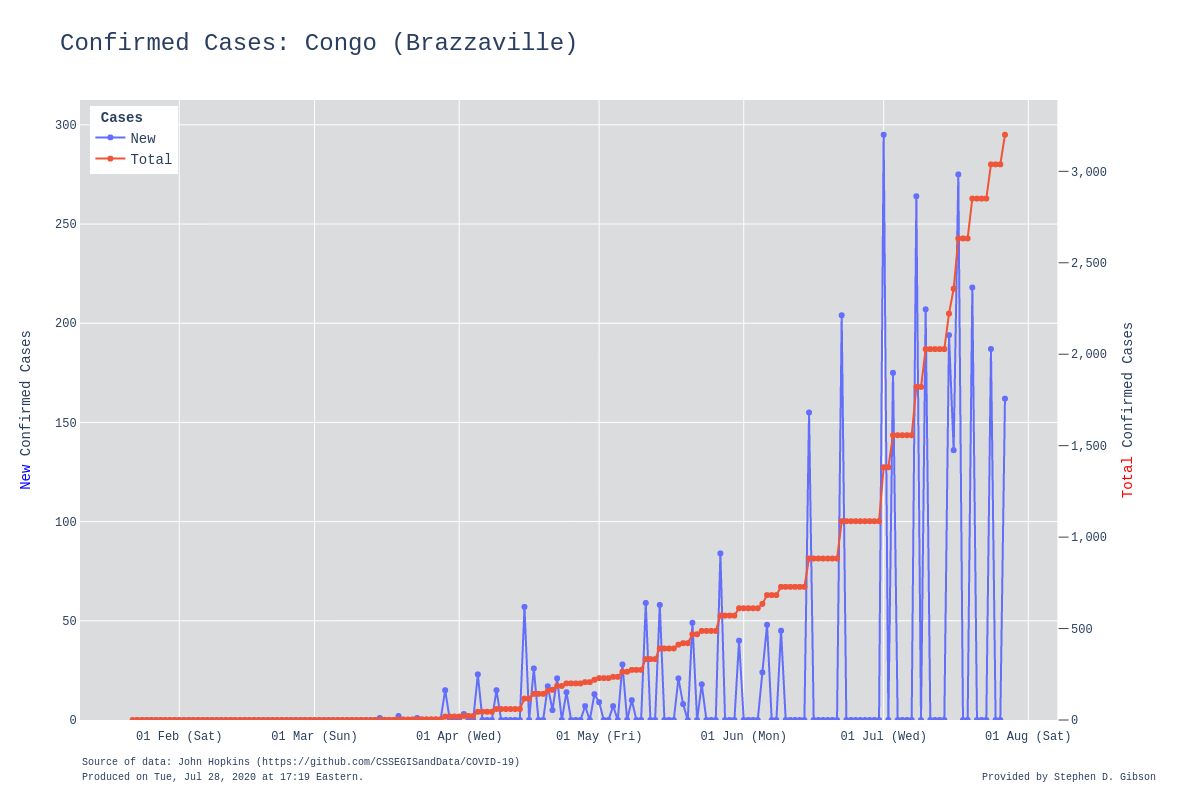 Confirmed Cases: Congo (Brazzaville)
Cases
New
Total
300
250
200
150
100
50
0
3,000
2,500
2,000
1,500
1,000
500
0
New Confirmed Cases
Total Confirmed Cases
01 Feb (Sat)
01 Mar (Sun)
01 Apr (Wed)
01 May (Fri)
01 Jun (Mon)
01 Jul (Wed)
01 Aug (Sat)
Source of data: John Hopkins (https://github.com/CSSEGISandData/COVID-19)
Produced on Tue, Jul 28, 2020 at 17:19 Eastern.
Provided by Stephen D. Gibson